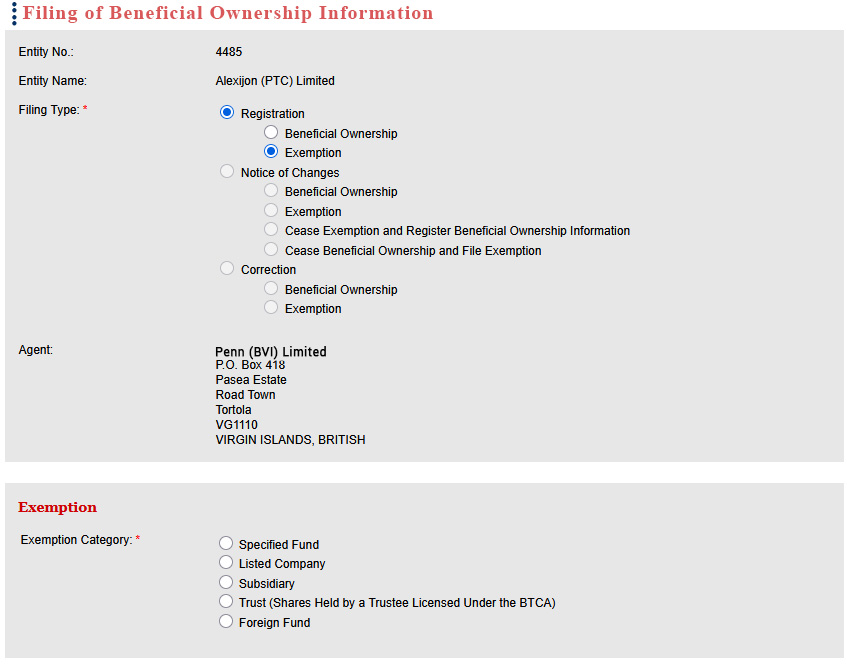 Filing of Beneficial Ownership Information
Entity No.: 4485
Entity Name: Alexijon (PTC) Limited
Filing Type: * Registration
Beneficial Ownership
Exemption
Notice of Changes
Beneficial Ownership
Exemption
Cease Exemption and Register Beneficial Ownership Information
Cease Beneficial Ownership and File Exemption
Correction
Beneficial Ownership
Exemption
Agent: Penn (BVI) Limited
P.O. Box 418
Pasea Estate
Road Town
Tortola
VG1110
VIRGIN ISLANDS, BRITISH
Exemption
Exemption Category: * Specified Fund
Listed Company
Subsidiary
Trust (Shares Held by a Trustee Licensed Under the BTCA)
Foreign Fund